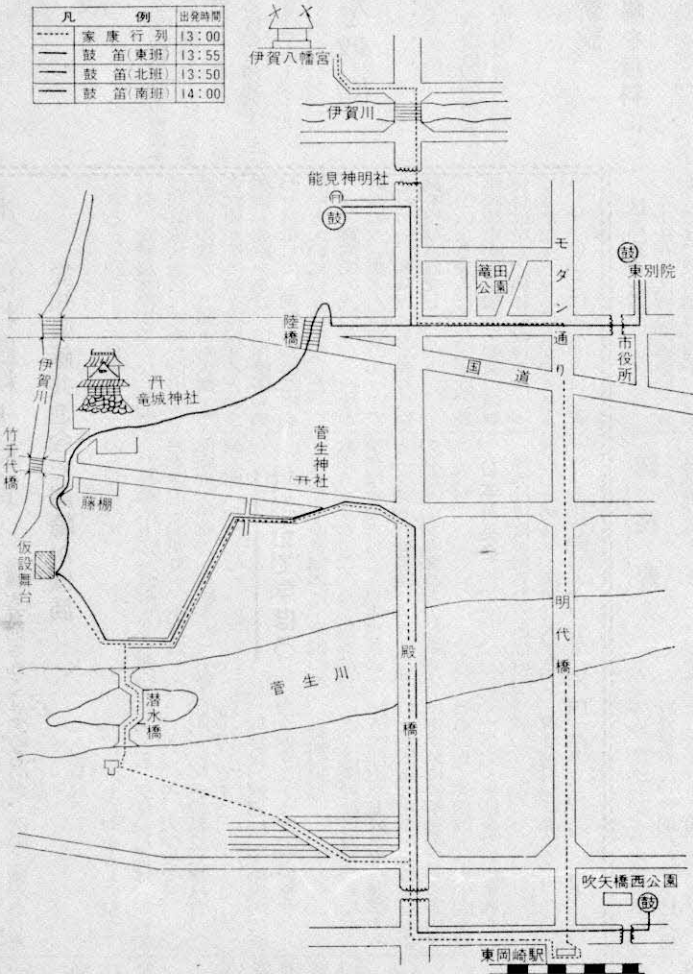 凡例 出発時間
家康行列 13:00
鼓笛(東班) 13:55
鼓笛(北班) 13:50
鼓笛(南班) 14:00
伊賀八幡宮
伊賀川
能見神明社
鼓
モダン通り
鼓
東別院
篭田
公園
陸橋
市役所
国道
伊賀川
竜城神社
菅生神社
竹千代橋
藤棚
仮設舞台
明代橋
殿橋
菅生川
潜水橋
吹矢橋西公園
鼓
東岡崎駅